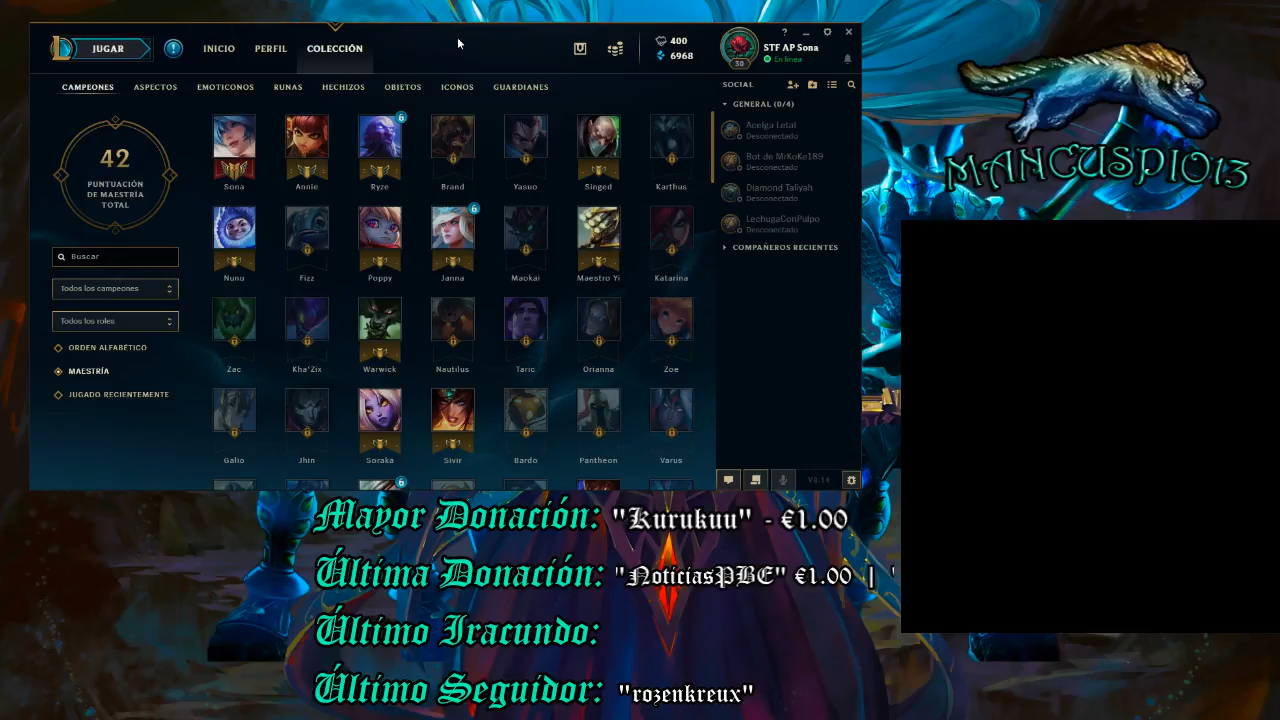 JUGAR
INICIO PERFIL COLECCIÓN
400
6968
30
STF AP Sona
En línea
CAMPEONES ASPECTOS EMOTICONOS RUNAS HECHIZOS OBJETOS ICONOS GUARDIANES
SOCIAL
GENERAL (0/4)
Acelga Letal
Desconectado
Bot de MrKoKe189
Desconectado
Diamond Taliyah
Desconectado
LechugaConPulpo
Desconectado
COMPAÑEROS RECIENTES
42
PUNTUACIÓN
DE MAESTRÍA
TOTAL
Buscar
Todos los campeones
Todos los roles
ORDEN ALFABÉTICO
MAESTRÍA
JUGADO RECIENTEMENTE
Sona Annie Ryze Brand Yasuo Singed Karthus
Nunu Fizz Poppy Janna Maokai Maestro Yi Katarina
Zac Kha'Zix Warwick Nautilus Taric Orianna Zoe
Galio Jhin Soraka Sivir Bardo Pantheon Varus
V8.14
MANCUSPIO13
Mayor Donación: "Kurukuu" - €1.00
Última Donación: "NoticiasPBE" €1.00 | "
Último Iracundo:
Último Seguidor: "rozenkreux"